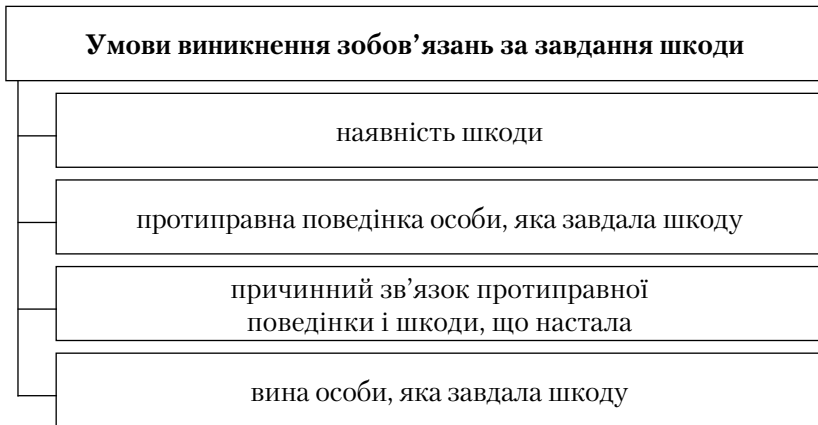 Умови виникнення зобов’язань за завдання шкоди
наявність шкоди
протиправна поведінка особи, яка завдала шкоду
причинний зв’язок протиправної
поведінки і шкоди, що настала
вина особи, яка завдала шкоду